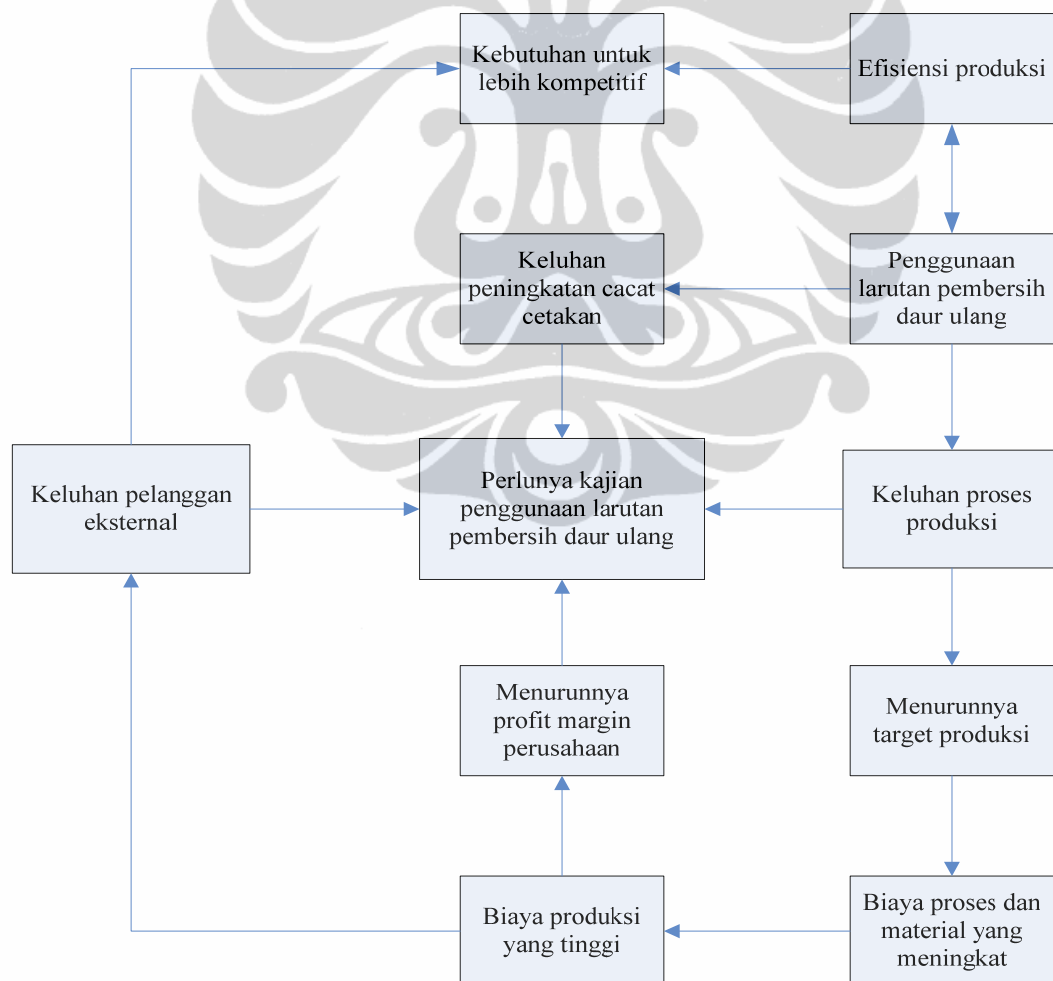 Kebutuhan untuk
lebih kompetitif
Efisiensi produksi
Keluhan
peningkatan cacat
cetakan
Penggunaan
larutan pembersih
daur ulang
Keluhan pelanggan
eksternal
Perlunya kajian
penggunaan larutan
pembersih daur ulang
Keluhan proses
produksi
Menurunnya
profit margin
perusahaan
Menurunnya
target produksi
Biaya produksi
yang tinggi
Biaya proses dan
material yang
meningkat